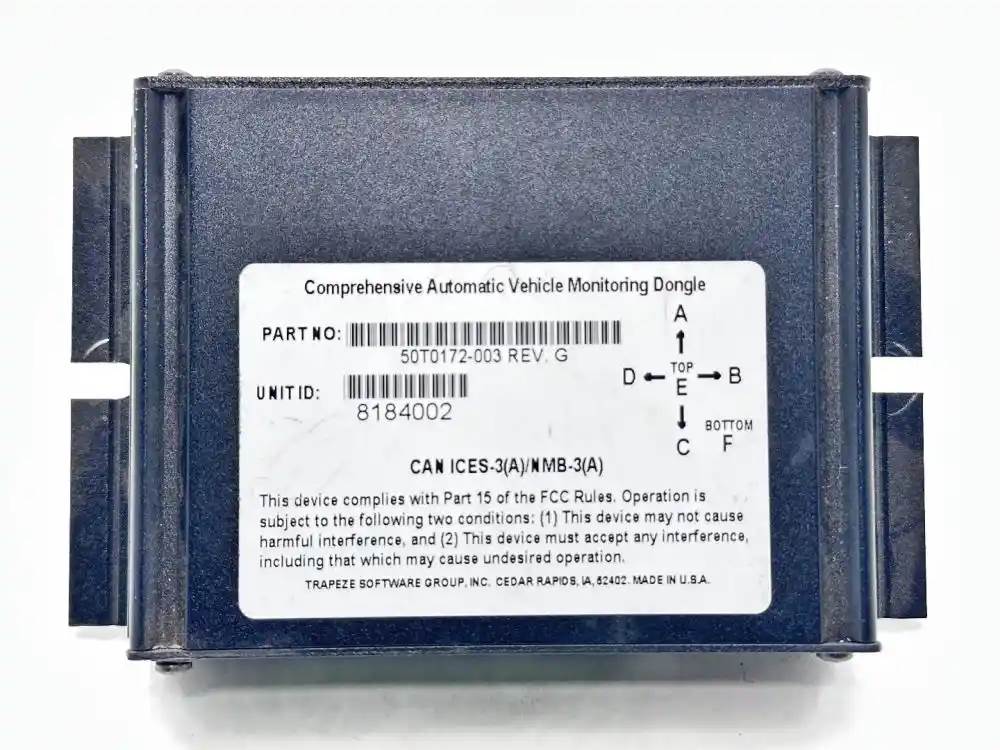 Comprehensive Automatic Vehicle Monitoring Dongle
PART NO:
50T0172-003 REV. G
UNIT ID:
8184002
A
D TOP B
E
C
BOTTOM
F
CAN ICES-3(A)/NMB-3(A)
This device complies with Part 15 of the FCC Rules. Operation is
subject to the following two conditions: (1) This device may not cause
harmful interference, and (2) This device must accept any interference,
including that which may cause undesired operation.
TRAPEZE SOFTWARE GROUP, INC. CEDAR RAPIDS, IA, 52402. MADE IN U.S.A.